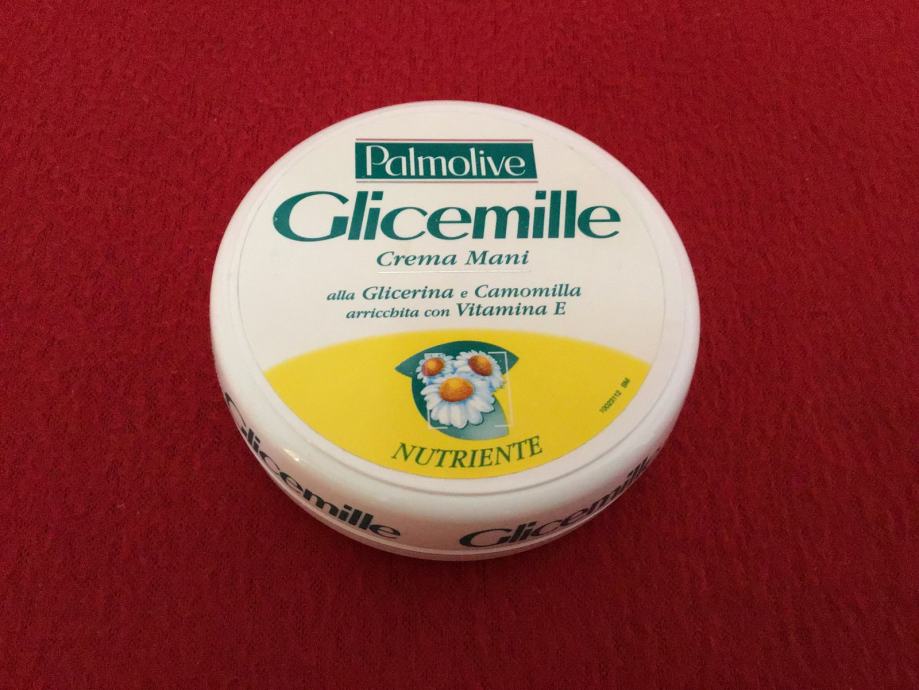 Palmolive
Glicemille
Crema Mani
alla Glicerina e Camomilla
arricchita con Vitamina E
NUTRIENTE
Glicemille
Glicemille